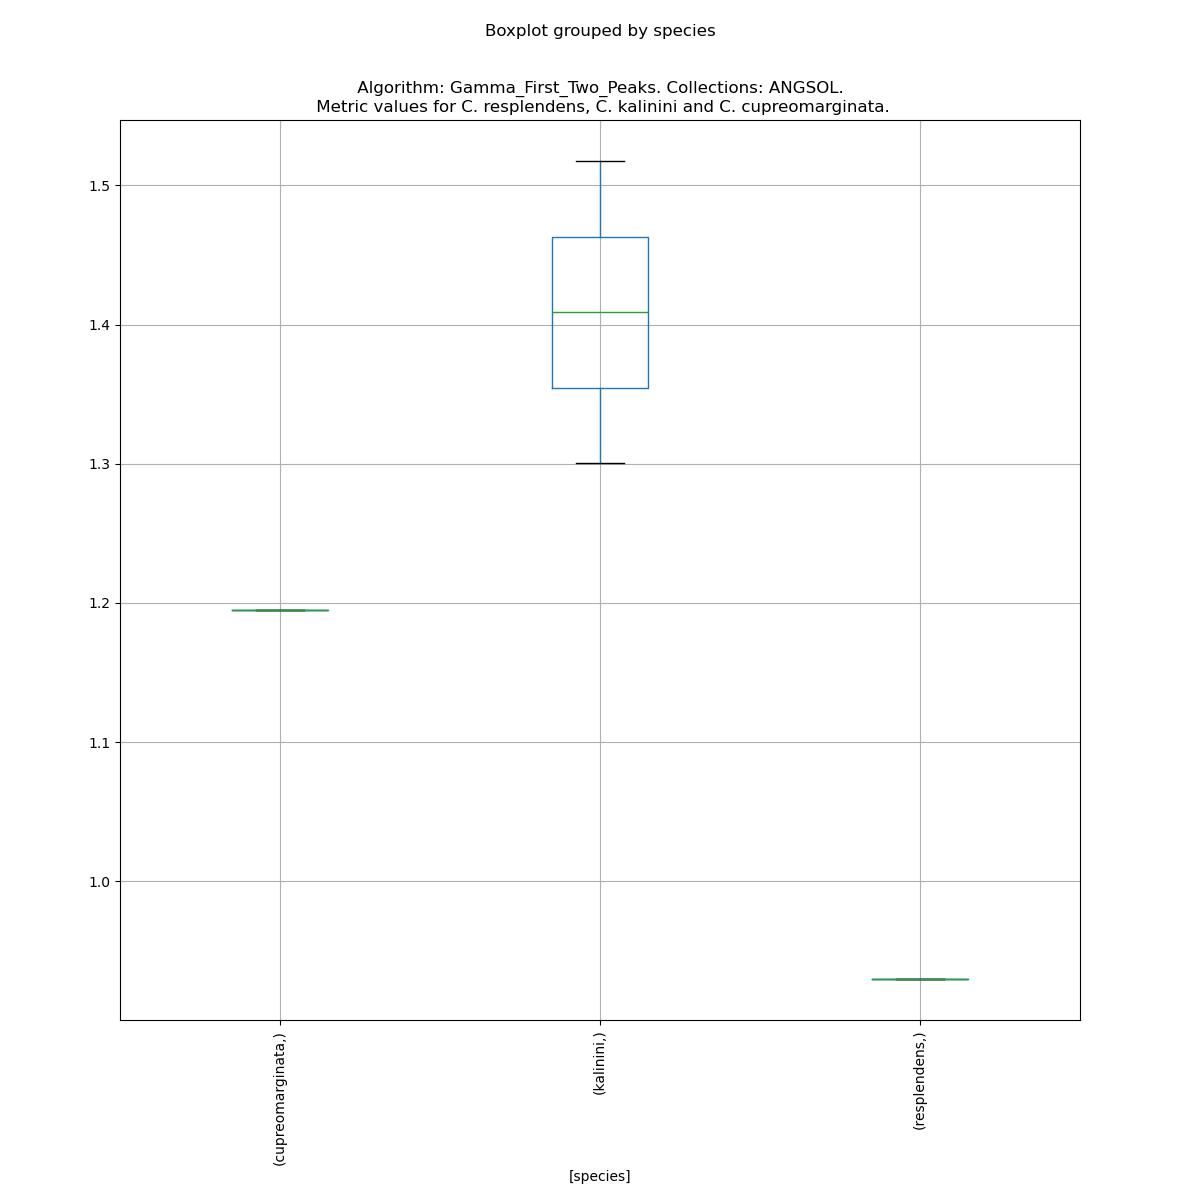 Boxplot grouped by species
Algorithm: Gamma_First_Two_Peaks. Collections: ANGSOL.
Metric values for C. resplendens, C. kalinini and C. cupreomarginata.
1.5
1.4
1.3
1.2
1.1
1.0
(cupreomarginata,)
(kalinini,)
(resplendens,)
[species]